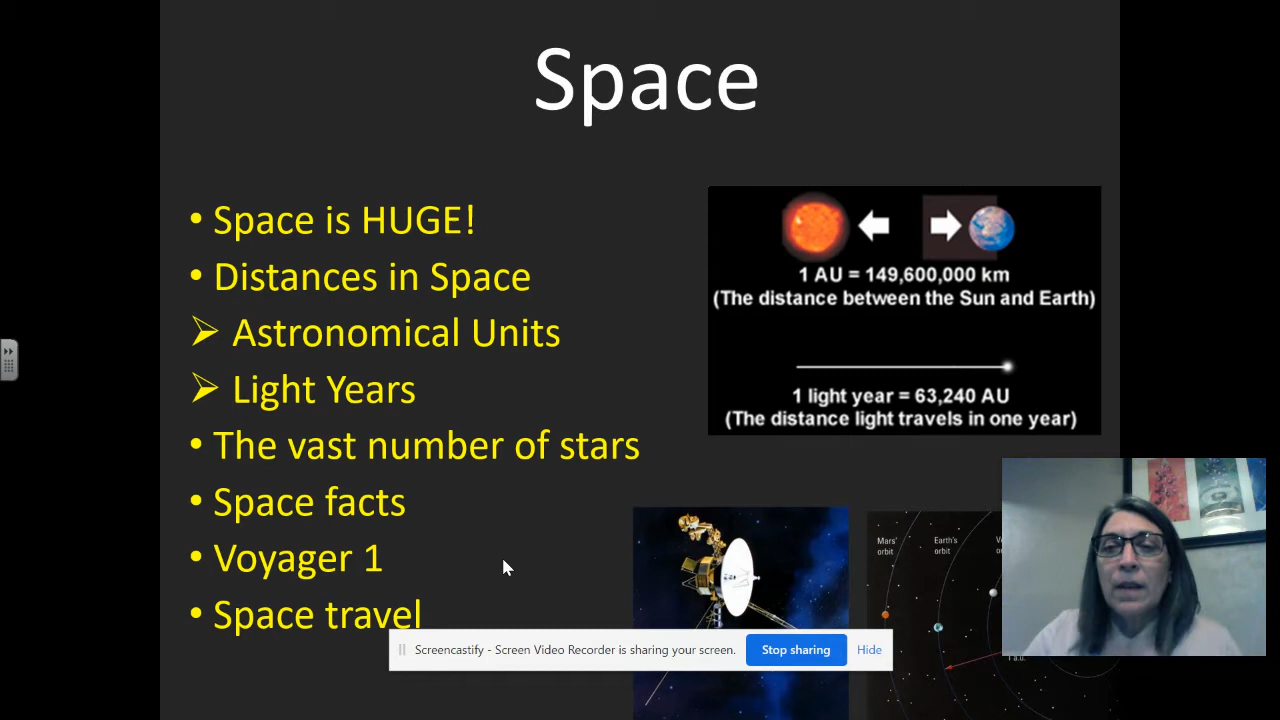 Space
• Space is HUGE!
• Distances in Space
➢ Astronomical Units
➢ Light Years
• The vast number of stars
• Space facts
• Voyager 1
• Space travel
1 AU = 149,600,000 km
(The distance between the Sun and Earth)
1 light year = 63,240 AU
(The distance light travels in one year)
Mars'
orbit
Earth's
orbit
1 a.u.
Screencastify - Screen Video Recorder is sharing your screen.
Stop sharing
Hide